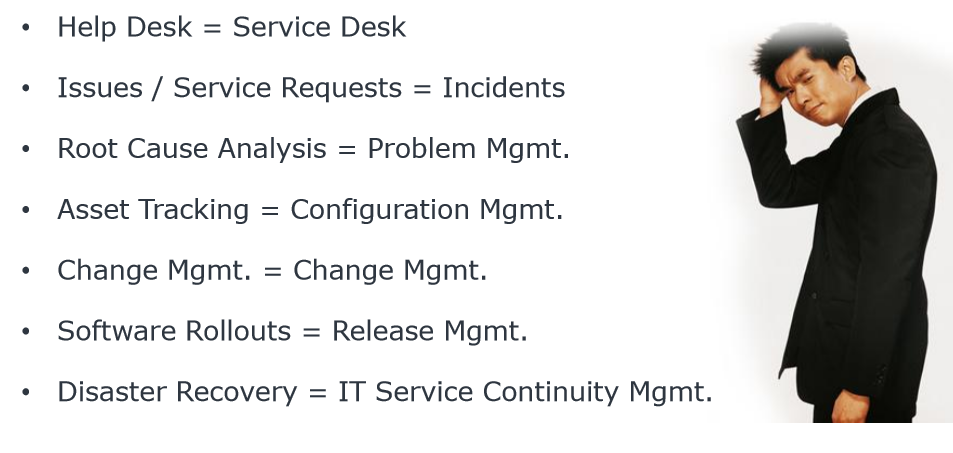 • Help Desk = Service Desk
• Issues / Service Requests = Incidents
• Root Cause Analysis = Problem Mgmt.
• Asset Tracking = Configuration Mgmt.
• Change Mgmt. = Change Mgmt.
• Software Rollouts = Release Mgmt.
• Disaster Recovery = IT Service Continuity Mgmt.